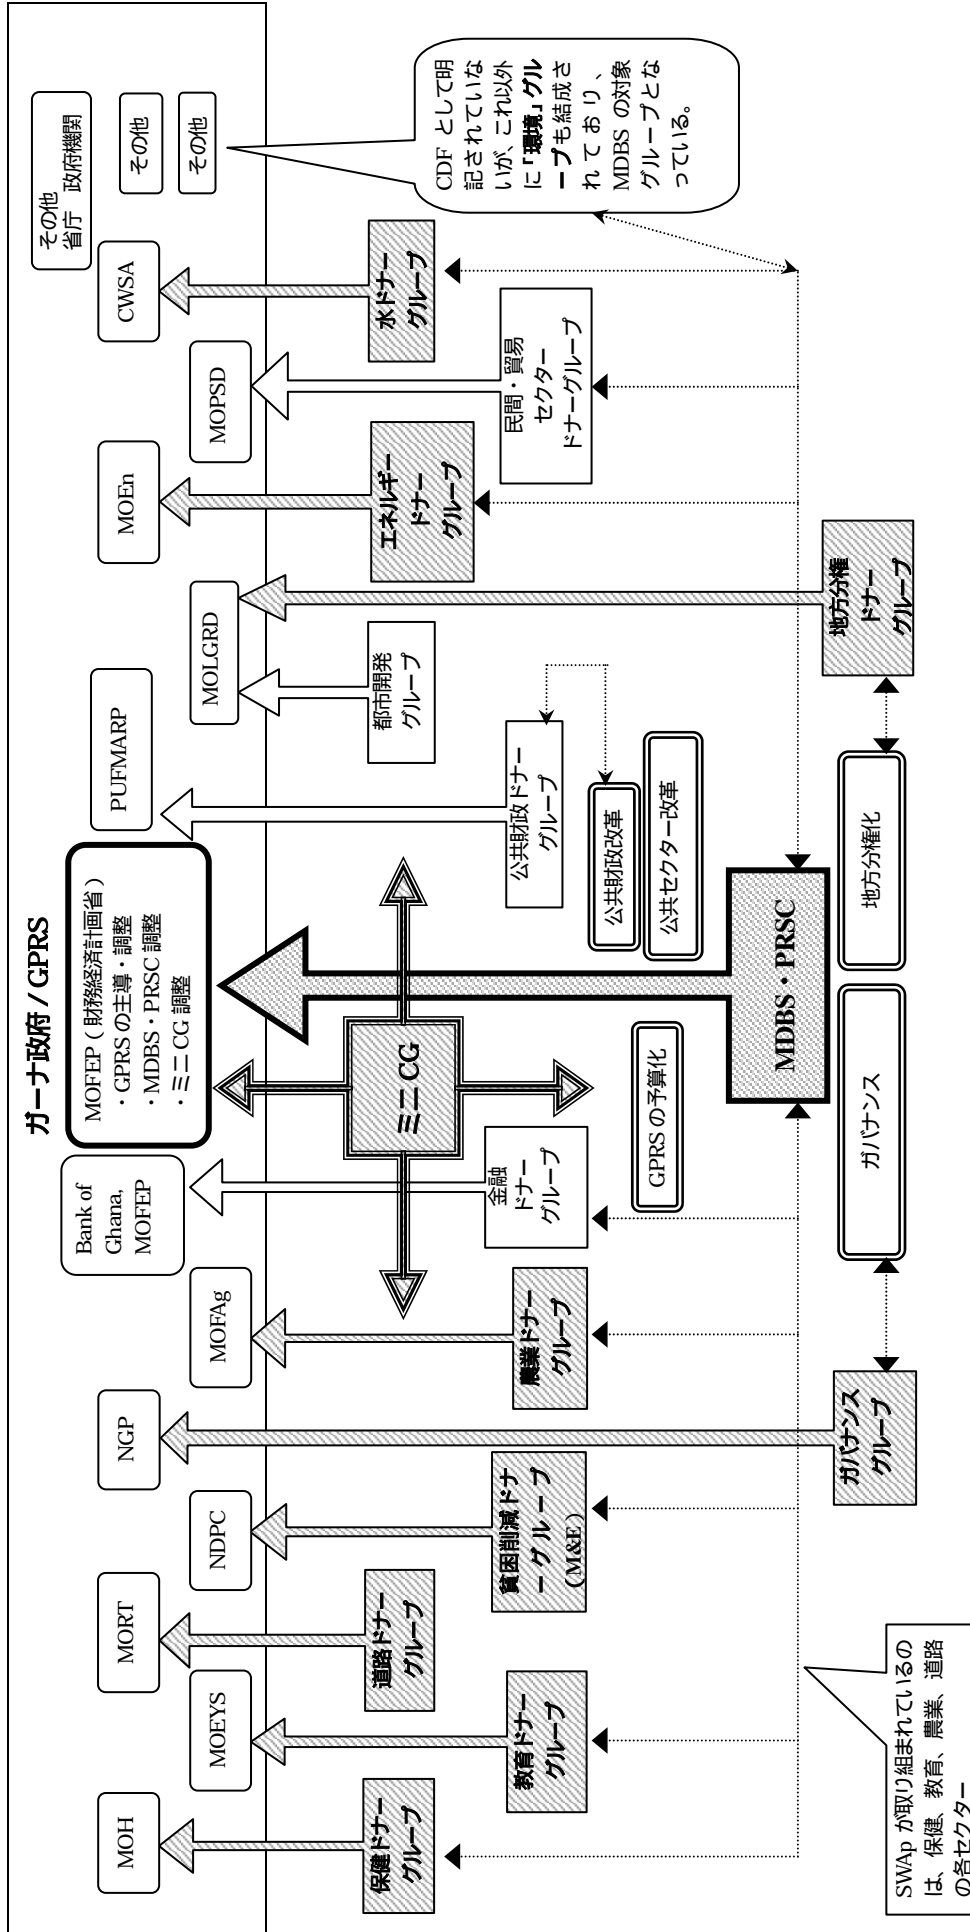 ガーナ政府 / GPRS
MOH
MOEYS
MORT
NDPC
NGP
MOFAg
Bank of
Ghana,
MOFEP
MOFEP（財務経済計画省）
・GPRS の主導・調整
・MDBS・PRSC 調整
・ミニ CG 調整
PUFMARP
MOLGRD
MOEn
MOPSD
CWSA
その他
省庁　政府機関
その他
その他
保健ドナー
グループ
教育ドナー
グループ
道路ドナー
グループ
貧困削減ドナ
ーグループ
（M&E）
ガバナンス
グループ
農業ドナー
グループ
金融
ドナー
グループ
ミニ CG
公共財政ドナー
グループ
都市開発
グループ
地方分権
ドナー
グループ
エネルギー
ドナー
グループ
民間・貿易
セクター
ドナーグループ
水ドナー
グループ
CDF として明
記されていな
いが、これ以外
に「環境」グル
ープも結成さ
れており、
MDBS の対象
グループとな
っている。
GPRS の予算化
公共財政改革
公共セクター改革
MDBS・PRSC
ガバナンス
地方分権化
SWAp が取り組まれているの
は、保健、教育、農業、道路
の各セクター